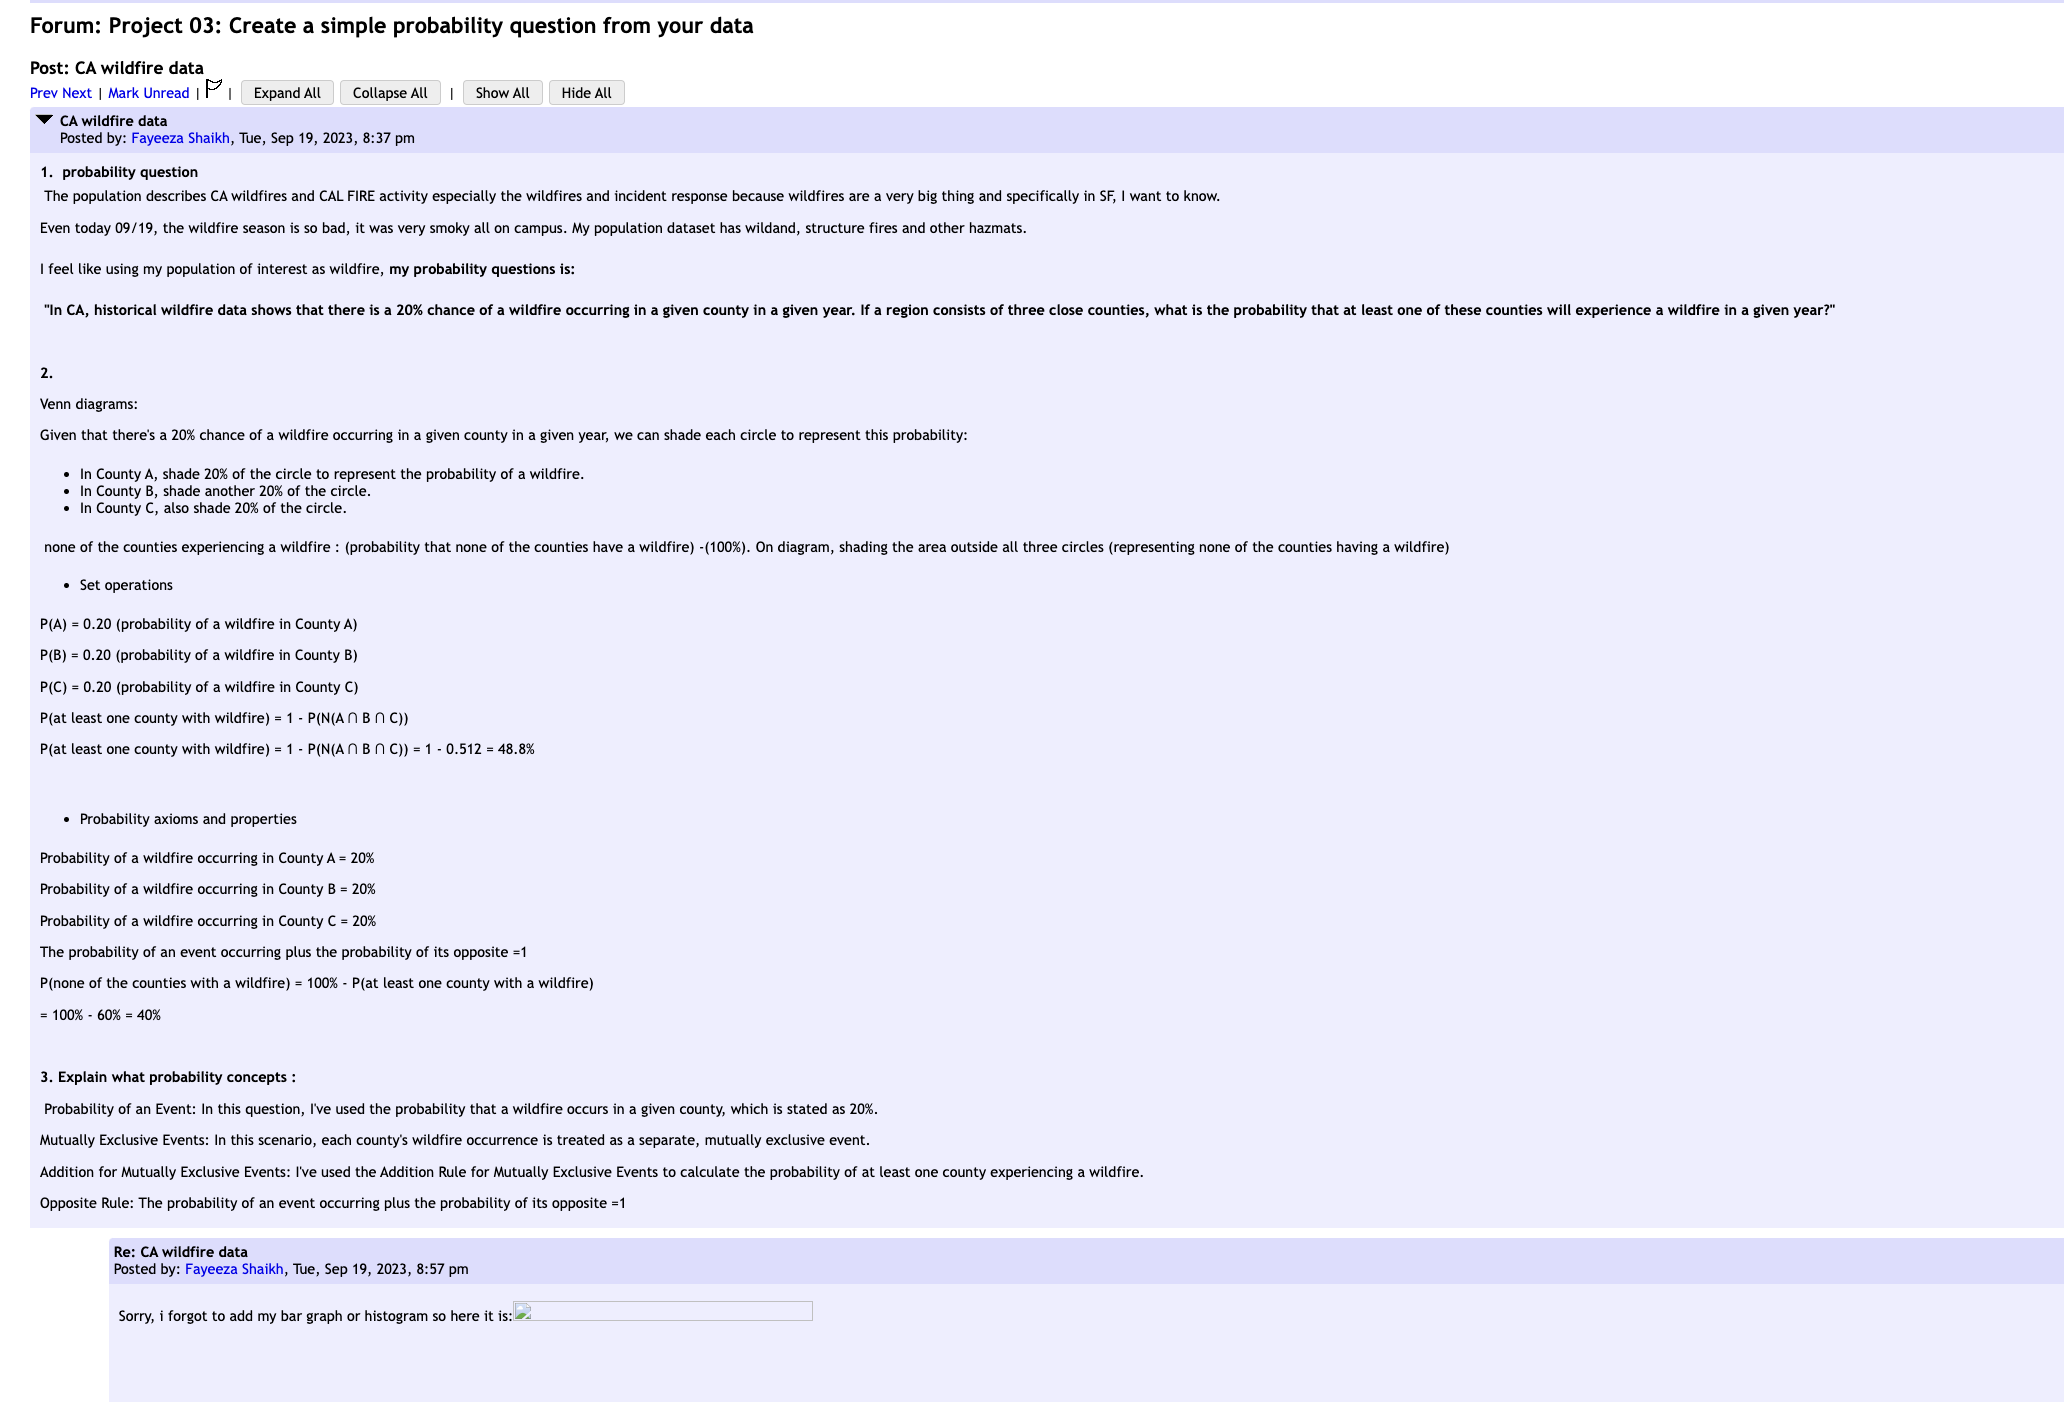 Forum: Project 03: Create a simple probability question from your data
Post: CA wildfire data
Prev Next | Mark Unread | | Expand All Collapse All | Show All Hide All
CA wildfire data
Posted by: Fayeeza Shaikh, Tue, Sep 19, 2023, 8:37 pm
1. probability question
The population describes CA wildfires and CAL FIRE activity especially the wildfires and incident response because wildfires are a very big thing and specifically in SF, I want to know.
Even today 09/19, the wildfire season is so bad, it was very smoky all on campus. My population dataset has wildand, structure fires and other hazmats.
I feel like using my population of interest as wildfire, my probability questions is:
"In CA, historical wildfire data shows that there is a 20% chance of a wildfire occurring in a given county in a given year. If a region consists of three close counties, what is the probability that at least one of these counties will experience a wildfire in a given year?"
2.
Venn diagrams:
Given that there's a 20% chance of a wildfire occurring in a given county in a given year, we can shade each circle to represent this probability:
• In County A, shade 20% of the circle to represent the probability of a wildfire.
• In County B, shade another 20% of the circle.
• In County C, also shade 20% of the circle.
none of the counties experiencing a wildfire : (probability that none of the counties have a wildfire) -(100%). On diagram, shading the area outside all three circles (representing none of the counties having a wildfire)
• Set operations
P(A) = 0.20 (probability of a wildfire in County A)
P(B) = 0.20 (probability of a wildfire in County B)
P(C) = 0.20 (probability of a wildfire in County C)
P(at least one county with wildfire) = 1 - P(N(A ∩ B ∩ C))
P(at least one county with wildfire) = 1 - P(N(A ∩ B ∩ C)) = 1 - 0.512 = 48.8%
• Probability axioms and properties
Probability of a wildfire occurring in County A = 20%
Probability of a wildfire occurring in County B = 20%
Probability of a wildfire occurring in County C = 20%
The probability of an event occurring plus the probability of its opposite =1
P(none of the counties with a wildfire) = 100% - P(at least one county with a wildfire)
= 100% - 60% = 40%
3. Explain what probability concepts :
Probability of an Event: In this question, I've used the probability that a wildfire occurs in a given county, which is stated as 20%.
Mutually Exclusive Events: In this scenario, each county's wildfire occurrence is treated as a separate, mutually exclusive event.
Addition for Mutually Exclusive Events: I've used the Addition Rule for Mutually Exclusive Events to calculate the probability of at least one county experiencing a wildfire.
Opposite Rule: The probability of an event occurring plus the probability of its opposite =1
Re: CA wildfire data
Posted by: Fayeeza Shaikh, Tue, Sep 19, 2023, 8:57 pm
Sorry, i forgot to add my bar graph or histogram so here it is: